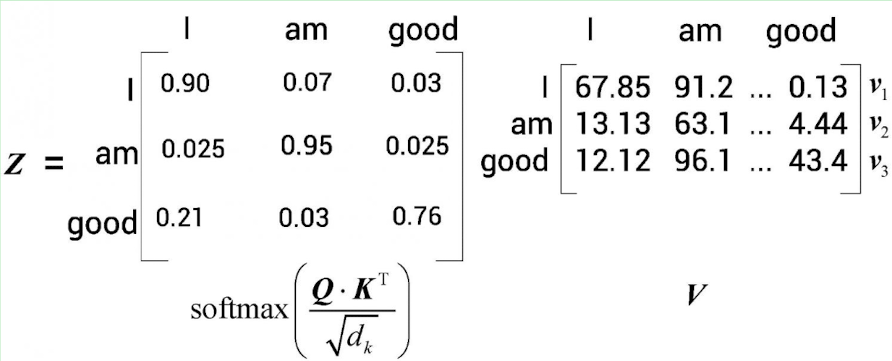 I am good I am good
I 0.90 0.07 0.03 I 67.85 91.2 ... 0.13 v₁
am 0.025 0.95 0.025 am 13.13 63.1 ... 4.44 v₂
Z =
good 0.21 0.03 0.76 good 12.12 96.1 ... 43.4 v₃
softmax(Q · Kᵀ / √dₖ) V